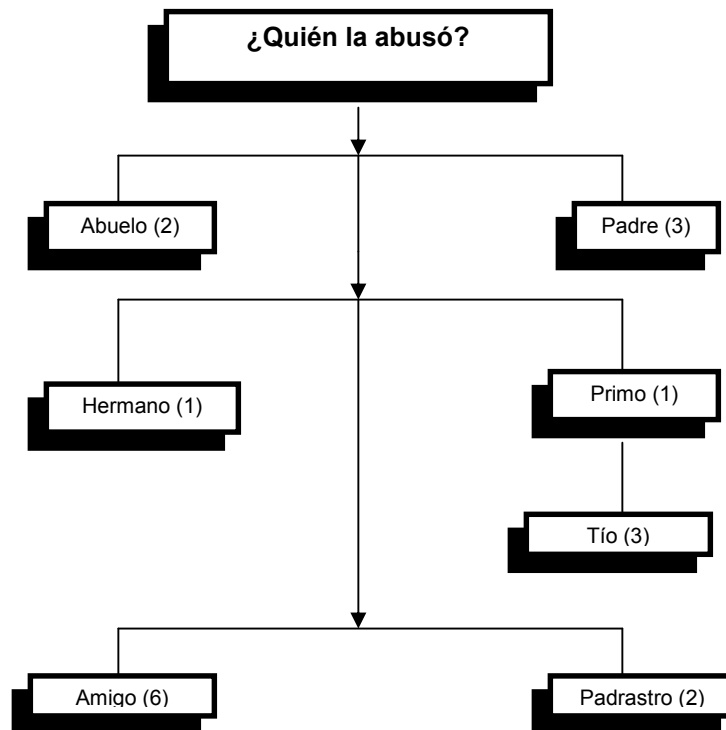 ¿Quién la abusó?
Abuelo (2)
Padre (3)
Hermano (1)
Primo (1)
Tío (3)
Amigo (6)
Padrastro (2)